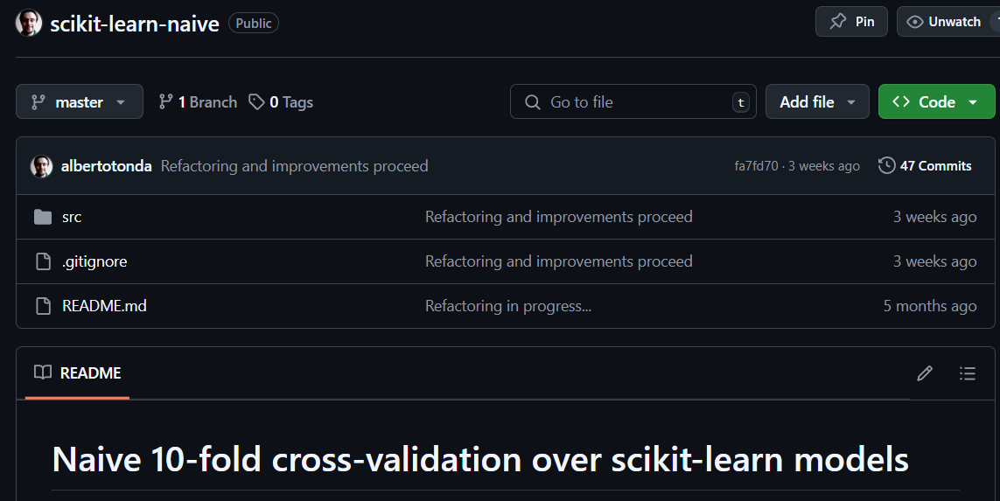 scikit-learn-naive Public Pin Unwatch
master 1 Branch 0 Tags Go to file t Add file <> Code
albertotonda Refactoring and improvements proceed fa7fd70 · 3 weeks ago 47 Commits
src Refactoring and improvements proceed 3 weeks ago
.gitignore Refactoring and improvements proceed 3 weeks ago
README.md Refactoring in progress... 5 months ago
README
Naive 10-fold cross-validation over scikit-learn models